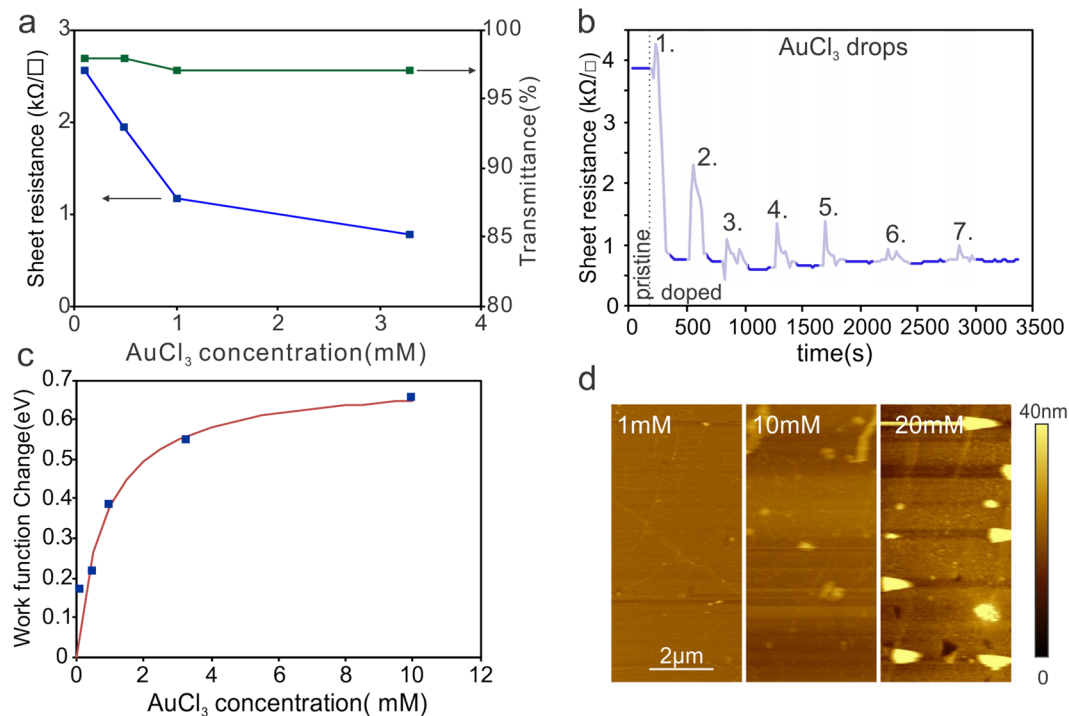 a
3
2
1
0
Sheet resistance (kΩ/□)
100
95
90
85
80
Transmittance(%)
0
1.0
2
3
4
AuCl₃ concentration(mM)
b
AuCl₃ drops
5
4
3
2
1
0
Sheet resistance (kΩ/□)
1.
2.
3.
4.
5.
6.
7.
pristine
doped
0
500
1000
1500
2000
2500
3000
3500
time(s)
c
0.7
0.6
0.5
0.4
0.3
0.2
0.1
0
Work function Change(eV)
0
2
4
6
8
10
12
AuCl₃ concentration( mM)
d
1mM
10mM
20mM
2μm
40nm
0